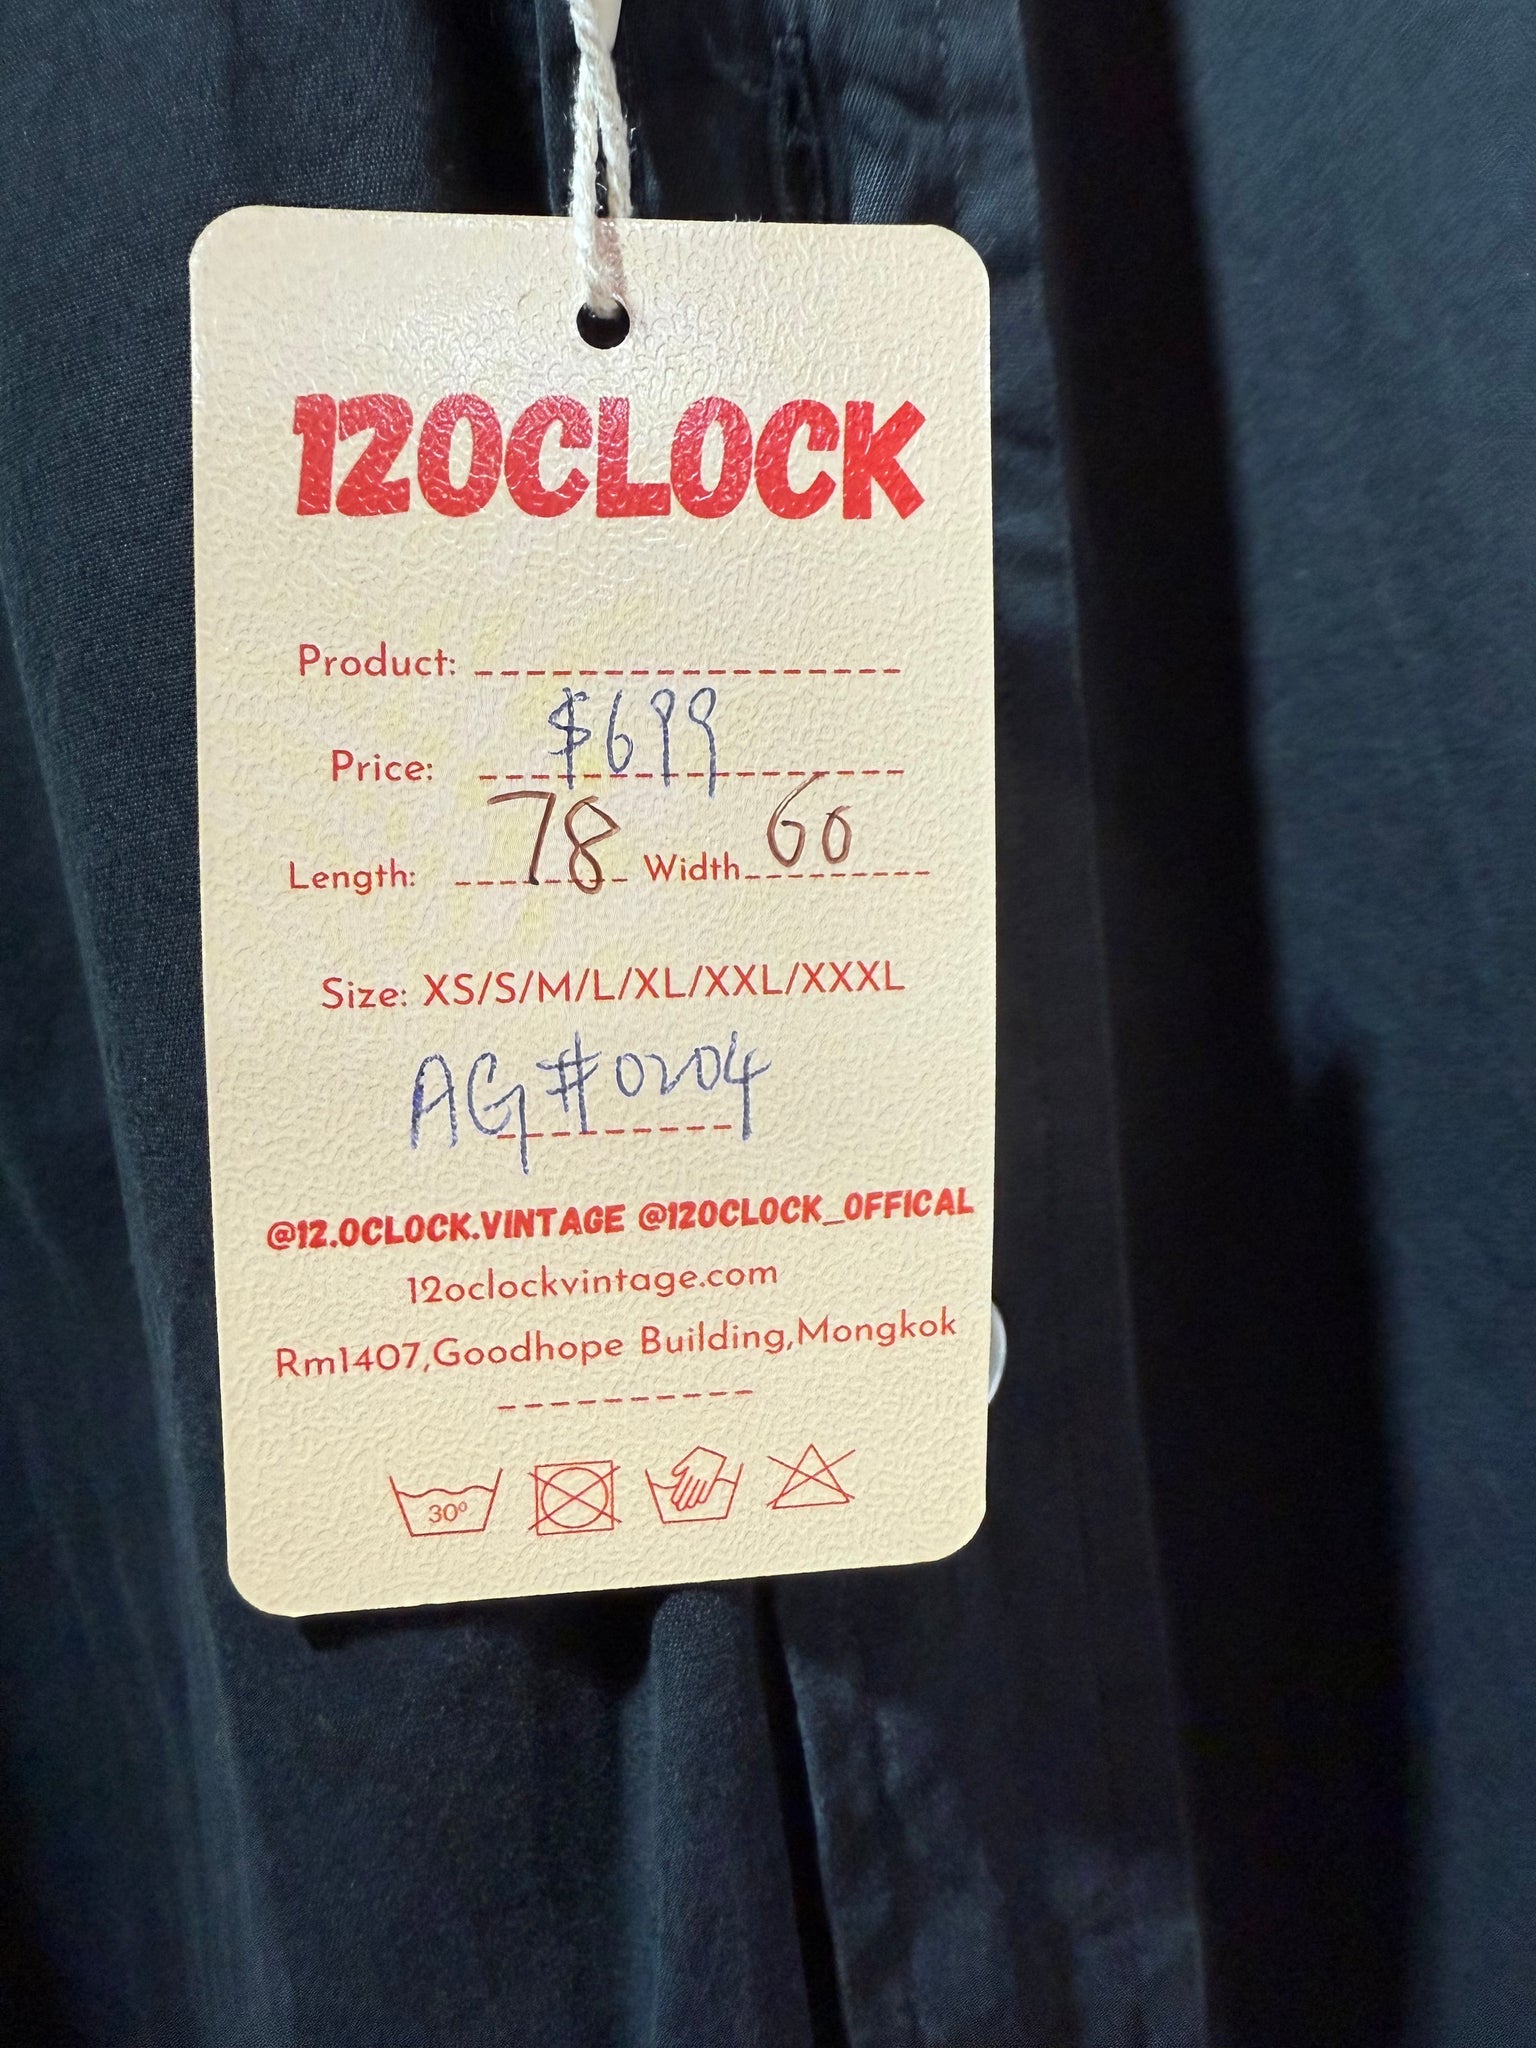 12OCLOCK
Product:
Price: $699
Length: 78 Width 60
Size: XS/S/M/L/XL/XXL/XXXL
AG#0204
@12.OCLOCK.VINTAGE @12OCLOCK_OFFICAL
12oclockvintage.com
Rm1407,Goodhope Building,Mongkok
30°